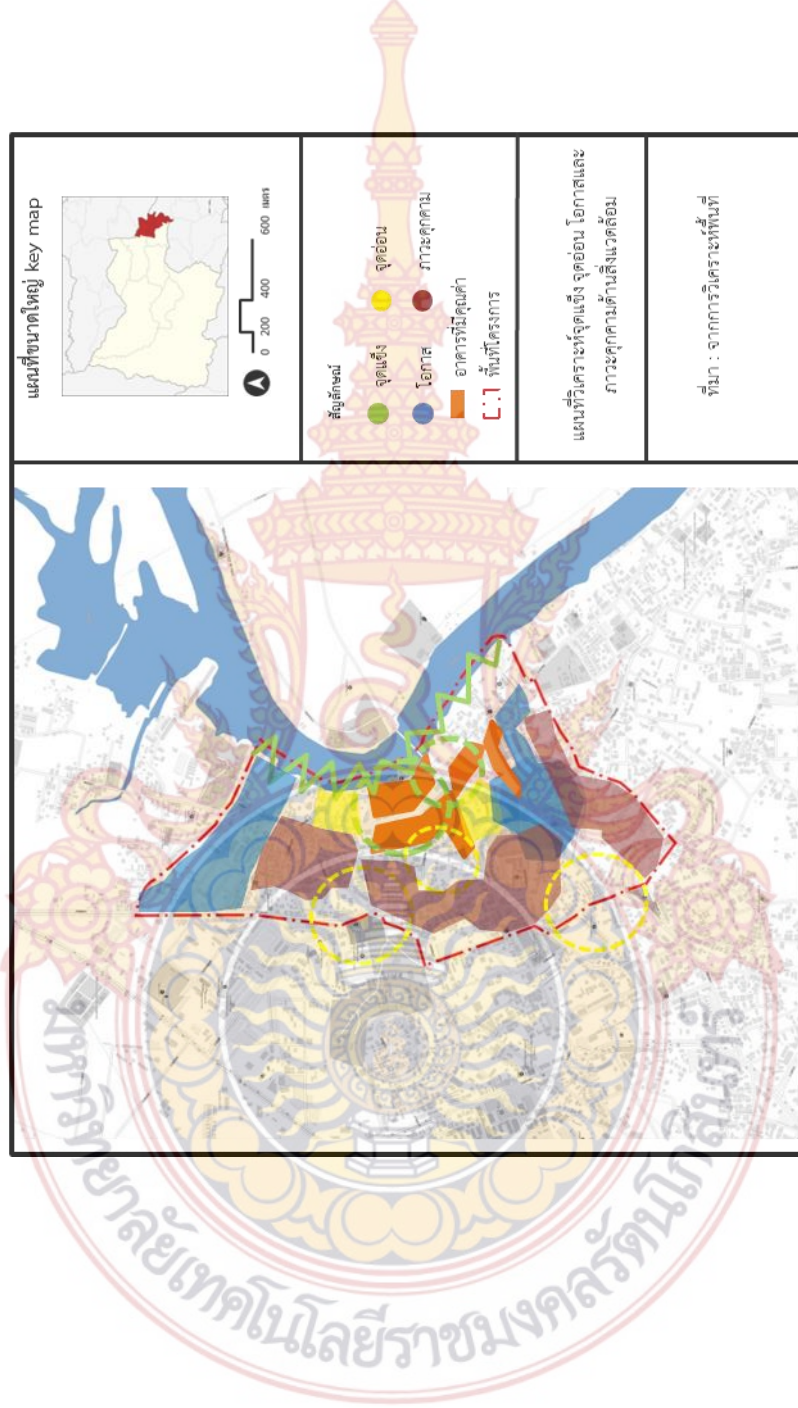 แผนที่ขนาดใหญ่ key map
0 200 400 600 เมตร
สัญลักษณ์
จุดแข็ง จุดอ่อน
โอกาส ภาวะคุกคาม
อาคารที่มีคุณค่า
พื้นที่โครงการ
แผนที่วิเคราะห์จุดแข็ง จุดอ่อน โอกาสและ
ภาวะคุกคามด้านสิ่งแวดล้อม
ที่มา : จากการวิเคราะห์พื้นที่
มหาวิทยาลัยเทคโนโลยีราชมงคลรัตนโกสินทร์